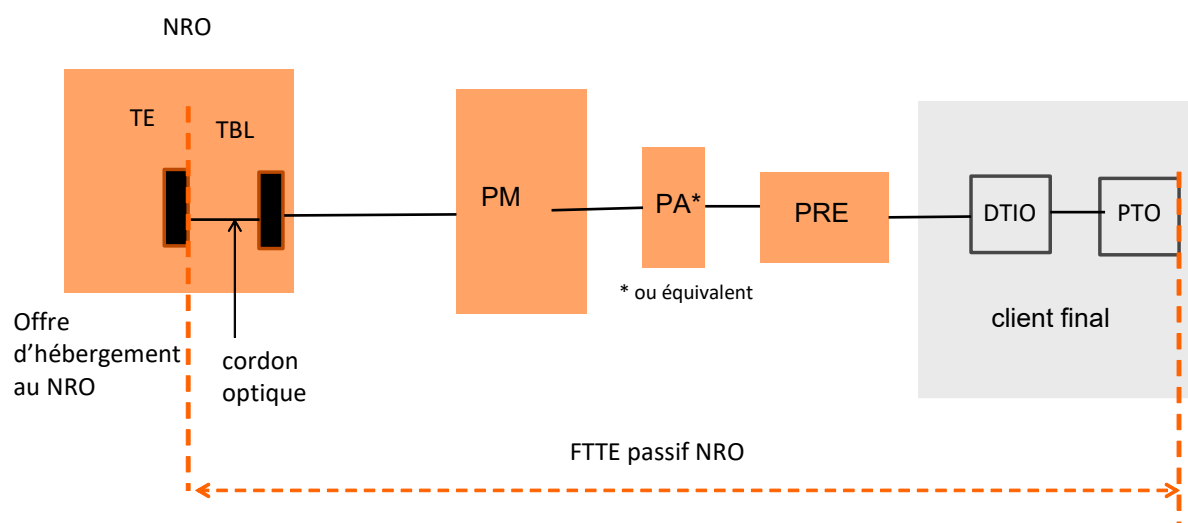 NRO
TE
TBL
PM
PA*
PRE
DTIO
PTO
* ou équivalent
client final
Offre
d’hébergement
au NRO
cordon
optique
FTTE passif NRO